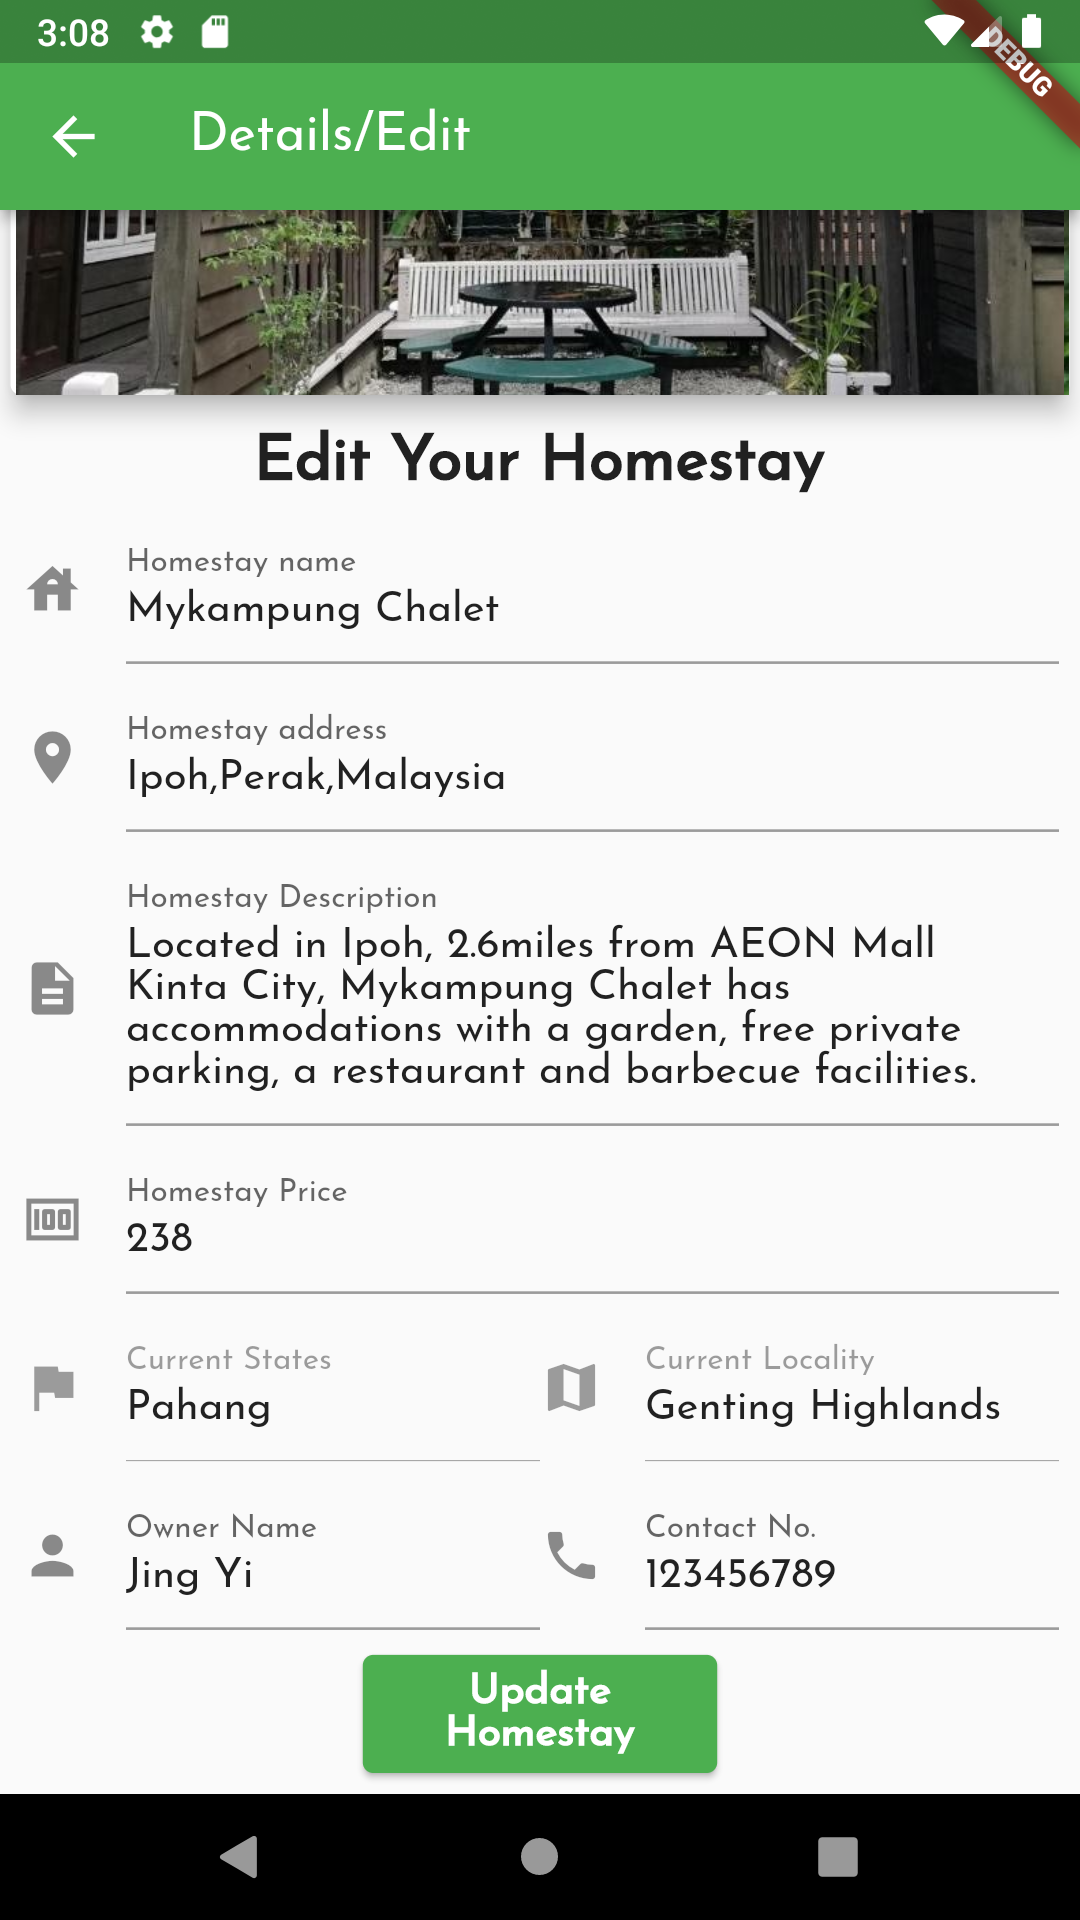 3:08
DEBUG
Details/Edit
Edit Your Homestay
Homestay name
Mykampung Chalet
Homestay address
Ipoh,Perak,Malaysia
Homestay Description
Located in Ipoh, 2.6miles from AEON Mall
Kinta City, Mykampung Chalet has
accommodations with a garden, free private
parking, a restaurant and barbecue facilities.
100
Homestay Price
238
Current States
Pahang
Current Locality
Genting Highlands
Owner Name
Jing Yi
Contact No.
123456789
Update
Homestay